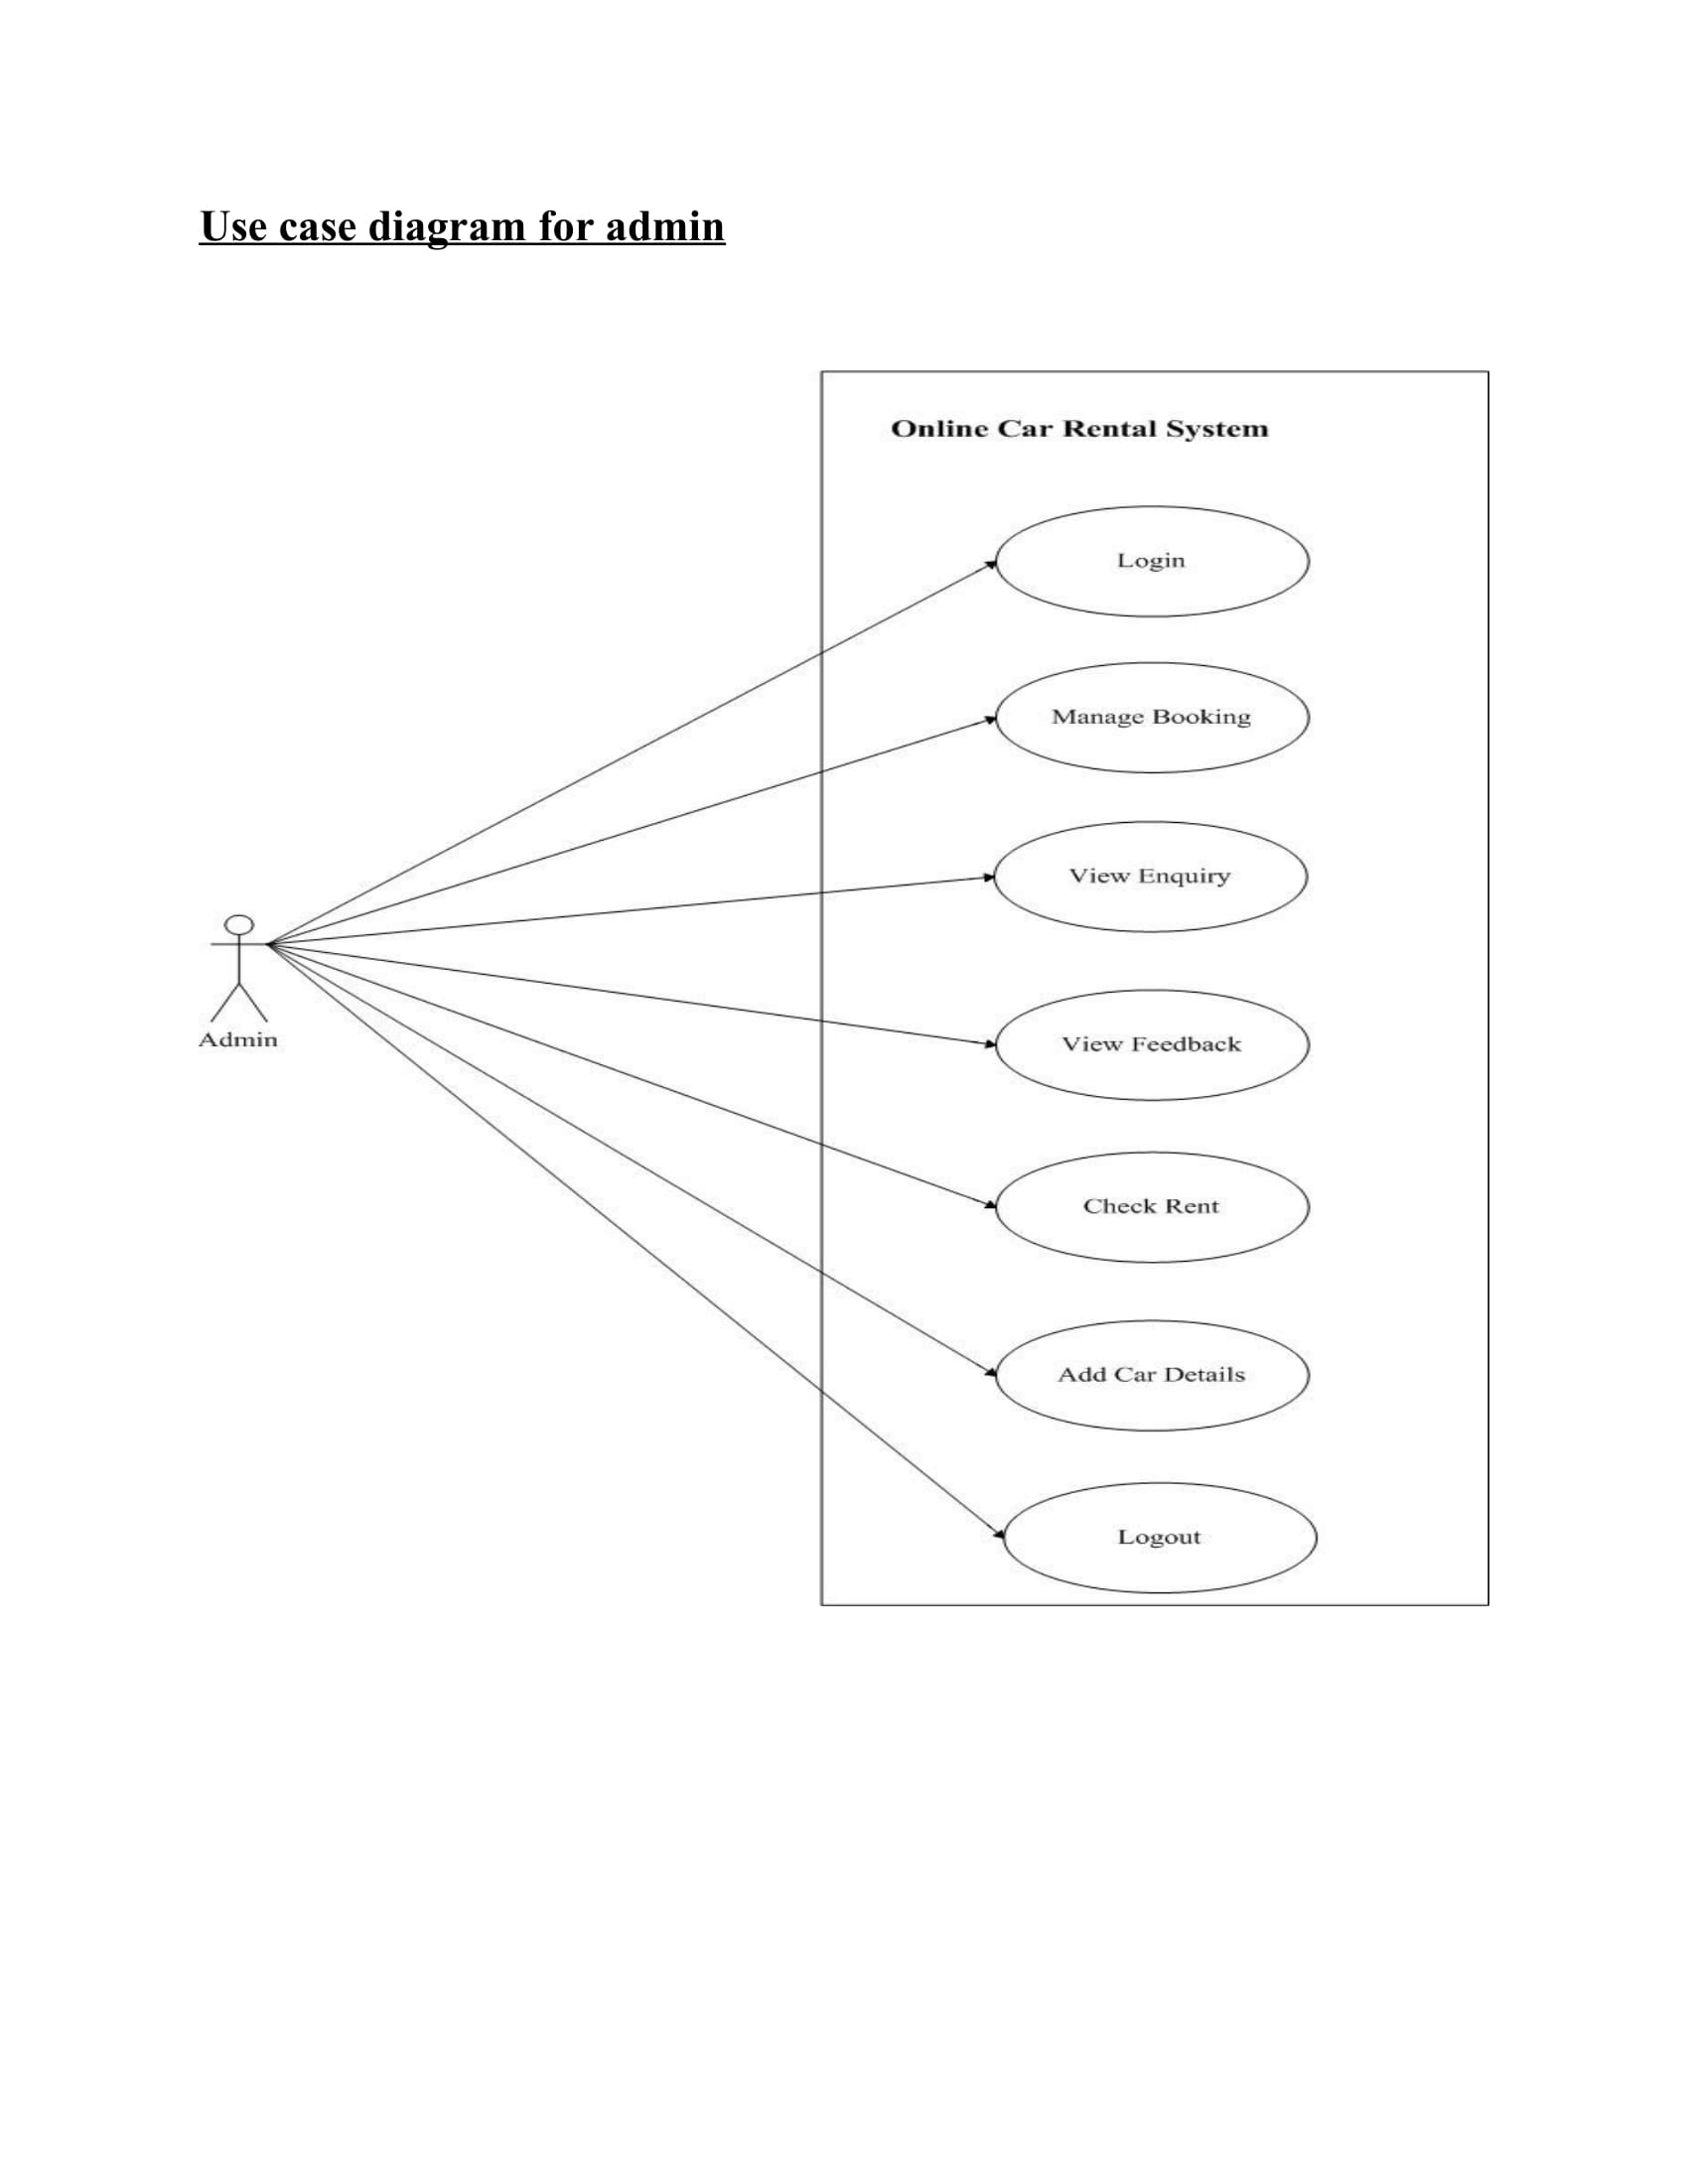 Use case diagram for admin
Online Car Rental System
Login
Manage Booking
View Enquiry
Admin
View Feedback
Check Rent
Add Car Details
Logout